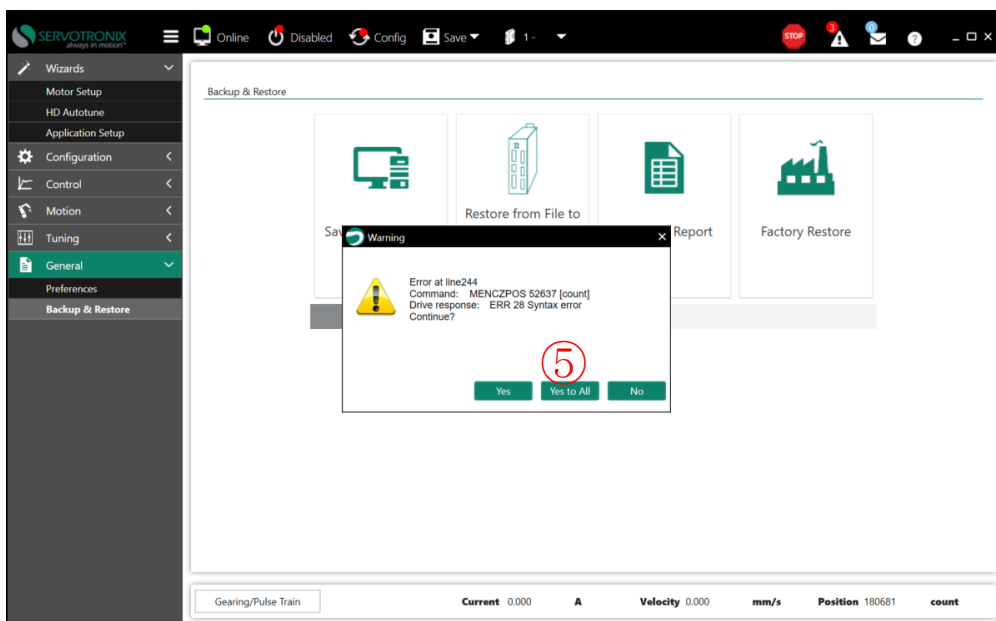 SERVOTRONIX
always in motion™
Online
Disabled
Config
Save
1 -
STOP
3
0
?
Wizards
Motor Setup
HD Autotune
Application Setup
Configuration
Control
Motion
Tuning
General
Preferences
Backup & Restore
Backup & Restore
Restore from File to
Sav
Report
Factory Restore
Warning
Error at line244
Command: MENCZPOS 52637 [count]
Drive response: ERR 28 Syntax error
Continue?
⑤
Yes
Yes to All
No
Gearing/Pulse Train
Current 0.000 A
Velocity 0.000 mm/s
Position 180681 count